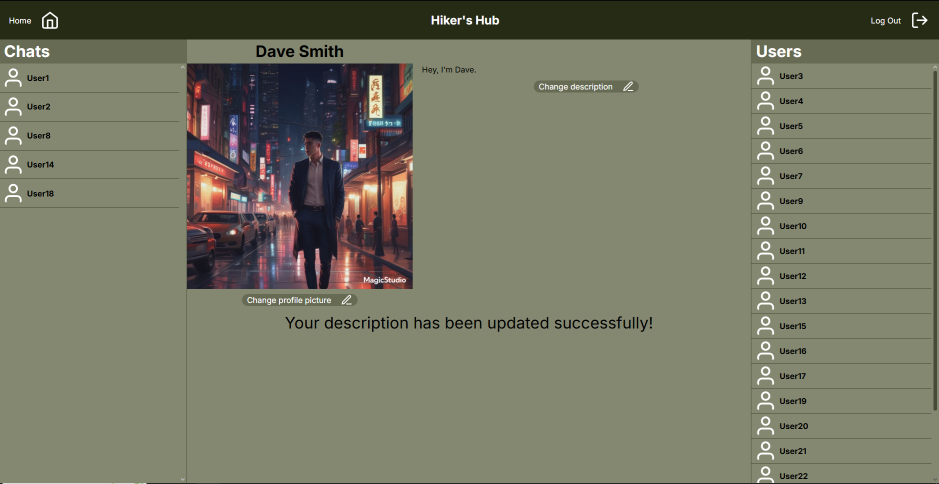 Home
Hiker's Hub
Log Out
Chats
User1
User2
User8
User14
User18
Dave Smith
Hey, I'm Dave.
Change description
MagicStudio
Change profile picture
Your description has been updated successfully!
Users
User3
User4
User5
User6
User7
User9
User10
User11
User12
User13
User15
User16
User17
User19
User20
User21
User22